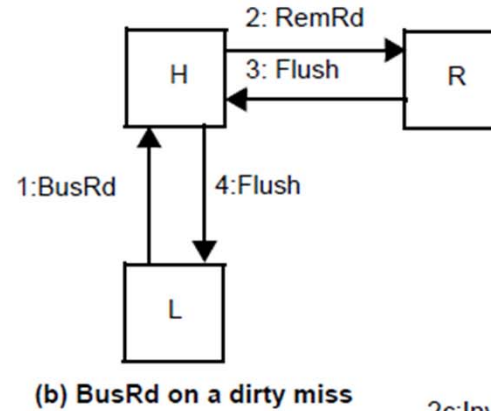 2: RemRd
H
3: Flush
R
1:BusRd
4:Flush
L
(b) BusRd on a dirty miss